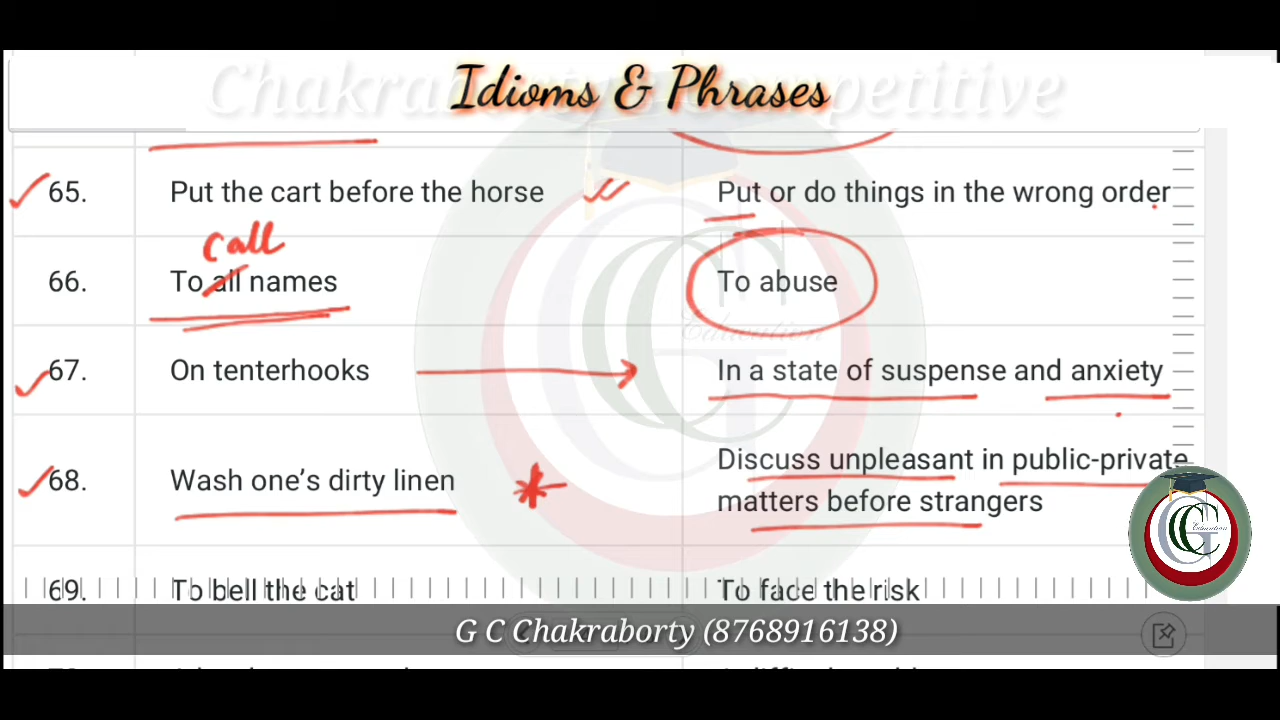 Chakra petitive
Idioms & Phrases
65. Put the cart before the horse Put or do things in the wrong order
call
66. To all names To abuse
67. On tenterhooks In a state of suspense and anxiety
68. Wash one's dirty linen Discuss unpleasant in public-private
matters before strangers
69. To bell the cat To face the risk
G C Chakraborty (8768916138)
Education